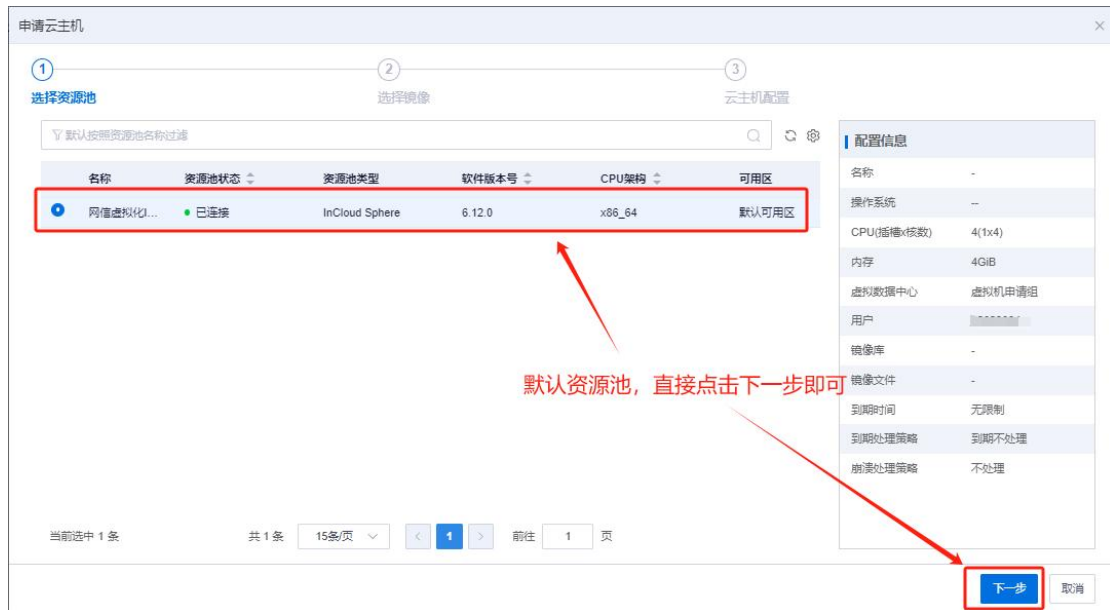 申请云主机
1 2 3
选择资源池 选择镜像 云主机配置
默认按照资源池名称过滤
名称 资源池状态 资源池类型 软件版本号 CPU架构 可用区
网信虚拟化I... 已连接 InCloud Sphere 6.12.0 x86_64 默认可用区
默认资源池，直接点击下一步即可
当前选中 1 条 共 1 条 15条/页 1 前往 1 页
配置信息
名称 -
操作系统 --
CPU(插槽x核数) 4(1x4)
内存 4GiB
虚拟数据中心 虚拟机申请组
用户
镜像库 -
镜像文件 -
到期时间 无限制
到期处理策略 到期不处理
崩溃处理策略 不处理
下一步 取消